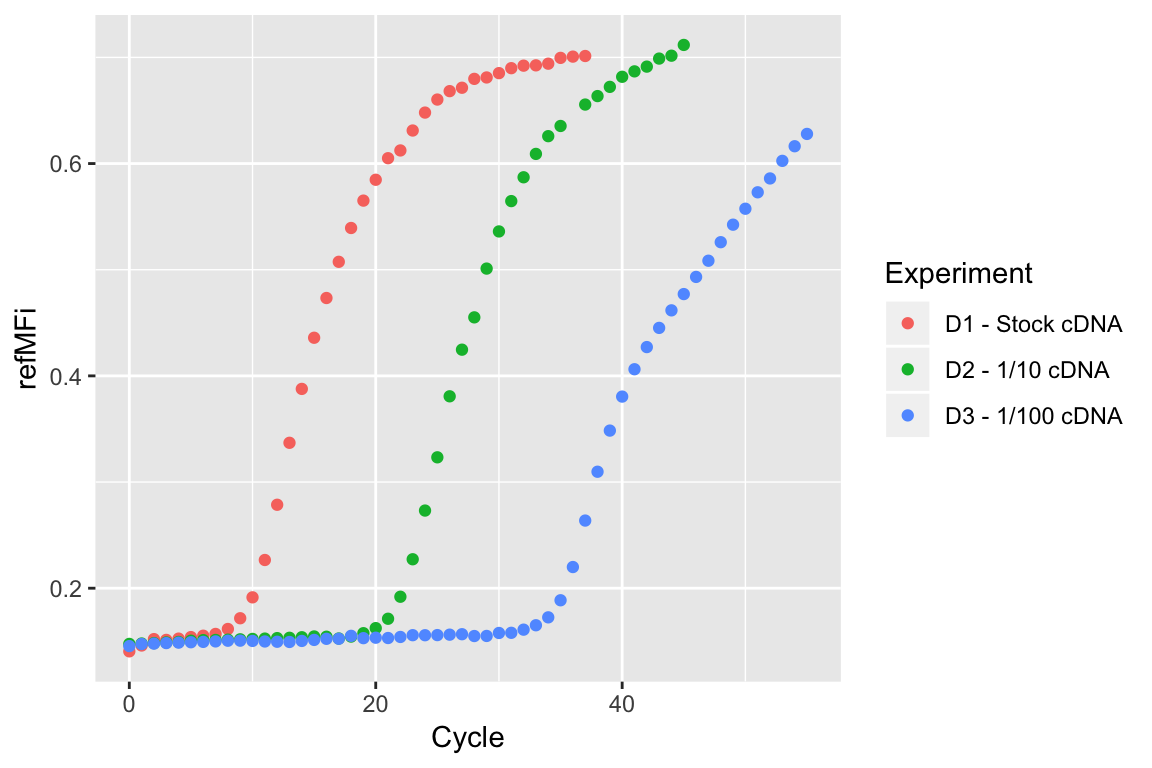 refMFi
0.6
0.4
0.2
0
20
40
Cycle
Experiment
D1 - Stock cDNA
D2 - 1/10 cDNA
D3 - 1/100 cDNA